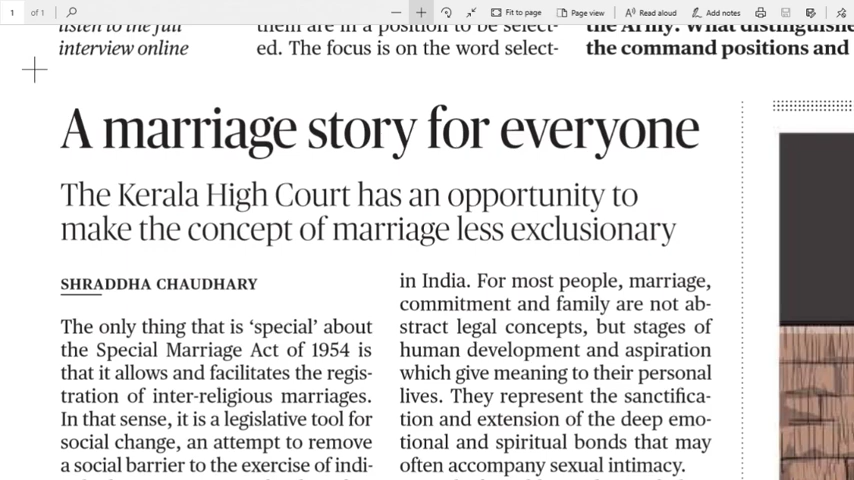 1 of 1 Fit to page Page view Read aloud Add notes
listen to the full
interview online
them are in a position to be select-
ed. The focus is on the word select-
the Army. What distinguishes
the command positions and
A marriage story for everyone
The Kerala High Court has an opportunity to
make the concept of marriage less exclusionary
SHRADDHA CHAUDHARY
The only thing that is ‘special’ about
the Special Marriage Act of 1954 is
that it allows and facilitates the regis-
tration of inter-religious marriages.
In that sense, it is a legislative tool for
social change, an attempt to remove
a social barrier to the exercise of indi-
in India. For most people, marriage,
commitment and family are not ab-
stract legal concepts, but stages of
human development and aspiration
which give meaning to their personal
lives. They represent the sanctifica-
tion and extension of the deep emo-
tional and spiritual bonds that may
often accompany sexual intimacy.